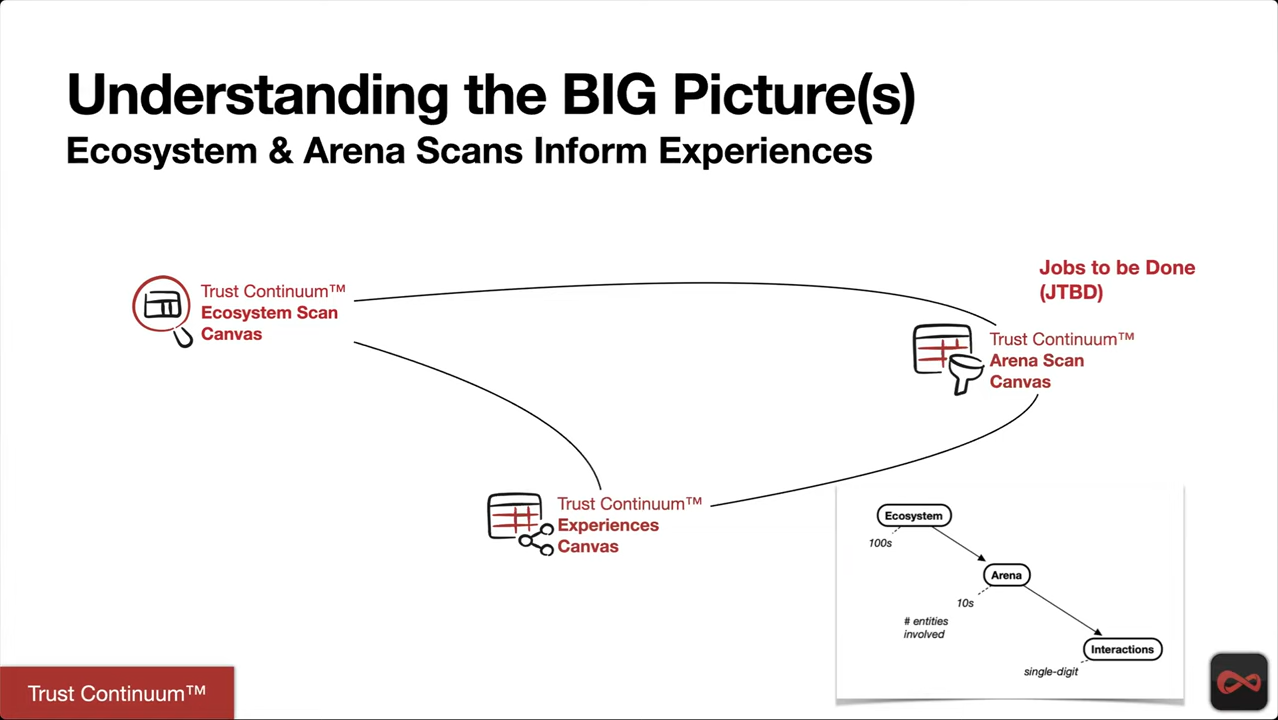 Understanding the BIG Picture(s)
Ecosystem & Arena Scans Inform Experiences
Trust Continuum™
Ecosystem Scan
Canvas
Jobs to be Done
(JTBD)
Trust Continuum™
Arena Scan
Canvas
Trust Continuum™
Experiences
Canvas
Ecosystem
100s
Arena
10s
# entities
involved
Interactions
single-digit
Trust Continuum™